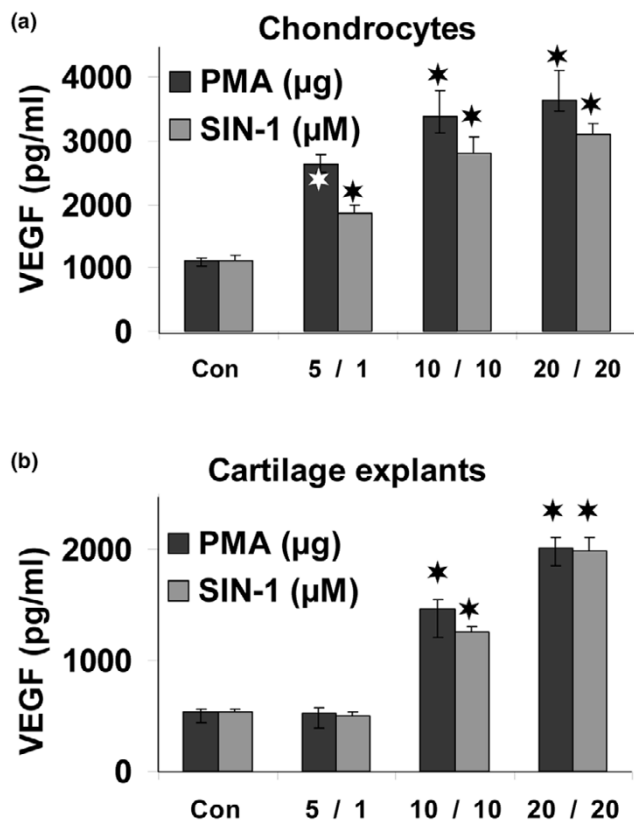 (a)
Chondrocytes
VEGF (pg/ml)
4000
3000
2000
1000
0
PMA (µg)
SIN-1 (µM)
Con 5 / 1 10 / 10 20 / 20
(b)
Cartilage explants
VEGF (pg/ml)
2000
1000
0
PMA (µg)
SIN-1 (µM)
Con 5 / 1 10 / 10 20 / 20